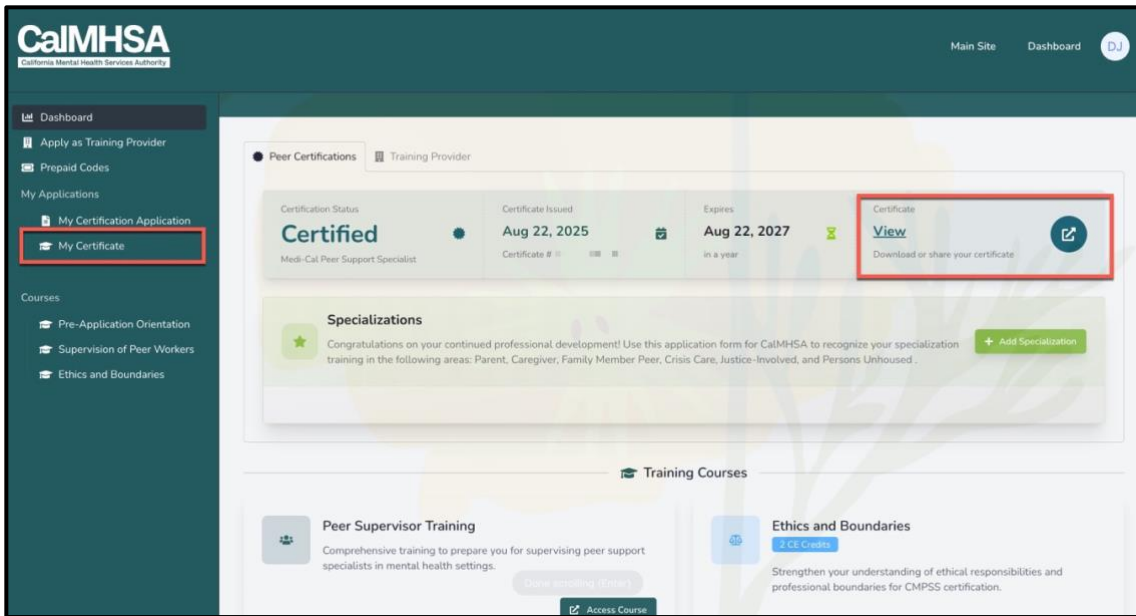 CalMHSA
California Mental Health Services Authority
Main Site
Dashboard
DJ
Dashboard
Apply as Training Provider
Prepaid Codes
My Applications
My Certification Application
My Certificate
Courses
Pre-Application Orientation
Supervision of Peer Workers
Ethics and Boundaries
Peer Certifications
Training Provider
Certification Status
Certified
Medi-Cal Peer Support Specialist
Certificate Issued
Aug 22, 2025
Certificate #
Expires
Aug 22, 2027
in a year
Certificate
View
Download or share your certificate
Specializations
Congratulations on your continued professional development! Use this application form for CalMHSA to recognize your specialization
training in the following areas: Parent, Caregiver, Family Member Peer, Crisis Care, Justice-Involved, and Persons Unhoused .
+ Add Specialization
Training Courses
Peer Supervisor Training
Comprehensive training to prepare you for supervising peer support
specialists in mental health settings.
Access Course
Ethics and Boundaries
2 CE Credits
Strengthen your understanding of ethical responsibilities and
professional boundaries for CMPSS certification.